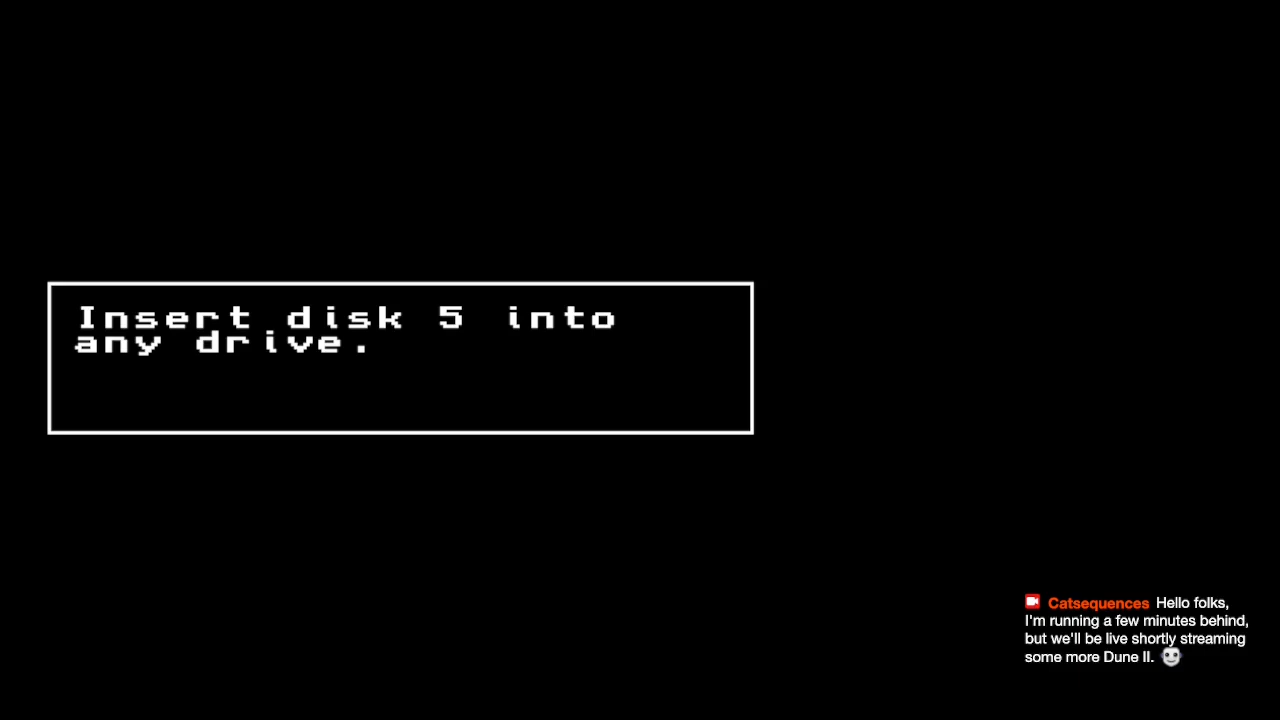 Insert disk 5 into
any drive.
Catsequences Hello folks,
I'm running a few minutes behind,
but we'll be live shortly streaming
some more Dune II.